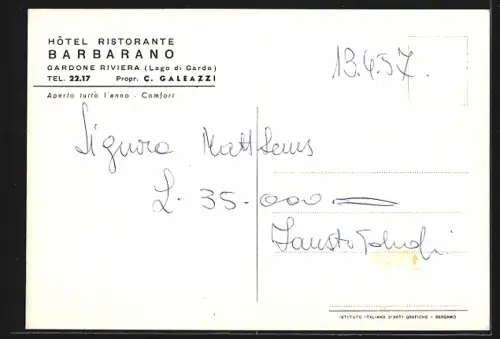 HÔTEL RISTORANTE
BARBARANO
GARDONE RIVIERA (Lago di Garda)
TEL. 22.17 Propr. C. GALEAZZI
Aperto tutto l'anno - Comfort
13.4.57.
Signora Matthews
L. 35.000
Fausto
ISTITUTO ITALIANO D'ARTI GRAFICHE - BERGAMO